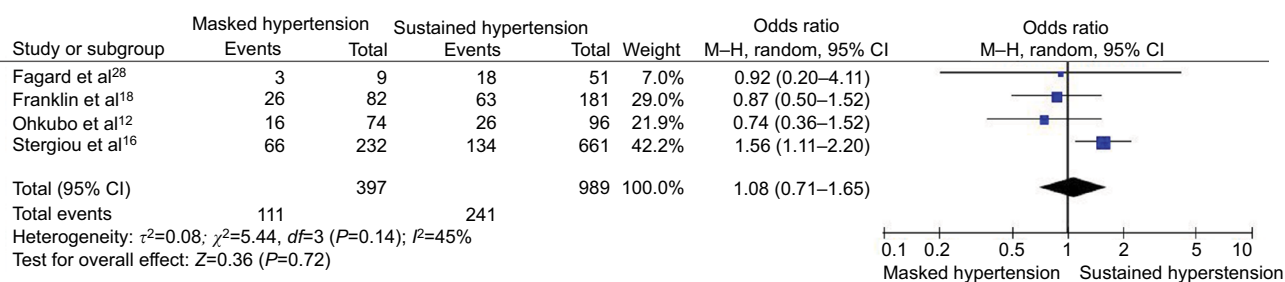 Masked hypertension Sustained hypertension Odds ratio Odds ratio
Study or subgroup Events Total Events Total Weight M–H, random, 95% CI M–H, random, 95% CI
Fagard et al28 3 9 18 51 7.0% 0.92 (0.20–4.11)
Franklin et al18 26 82 63 181 29.0% 0.87 (0.50–1.52)
Ohkubo et al12 16 74 26 96 21.9% 0.74 (0.36–1.52)
Stergiou et al16 66 232 134 661 42.2% 1.56 (1.11–2.20)
Total (95% CI) 397 989 100.0% 1.08 (0.71–1.65)
Total events 111 241
Heterogeneity: τ2=0.08; χ2=5.44, df=3 (P=0.14); I2=45%
Test for overall effect: Z=0.36 (P=0.72)
0.1 0.2 0.5 1 2 5 10
Masked hypertension Sustained hyperstension